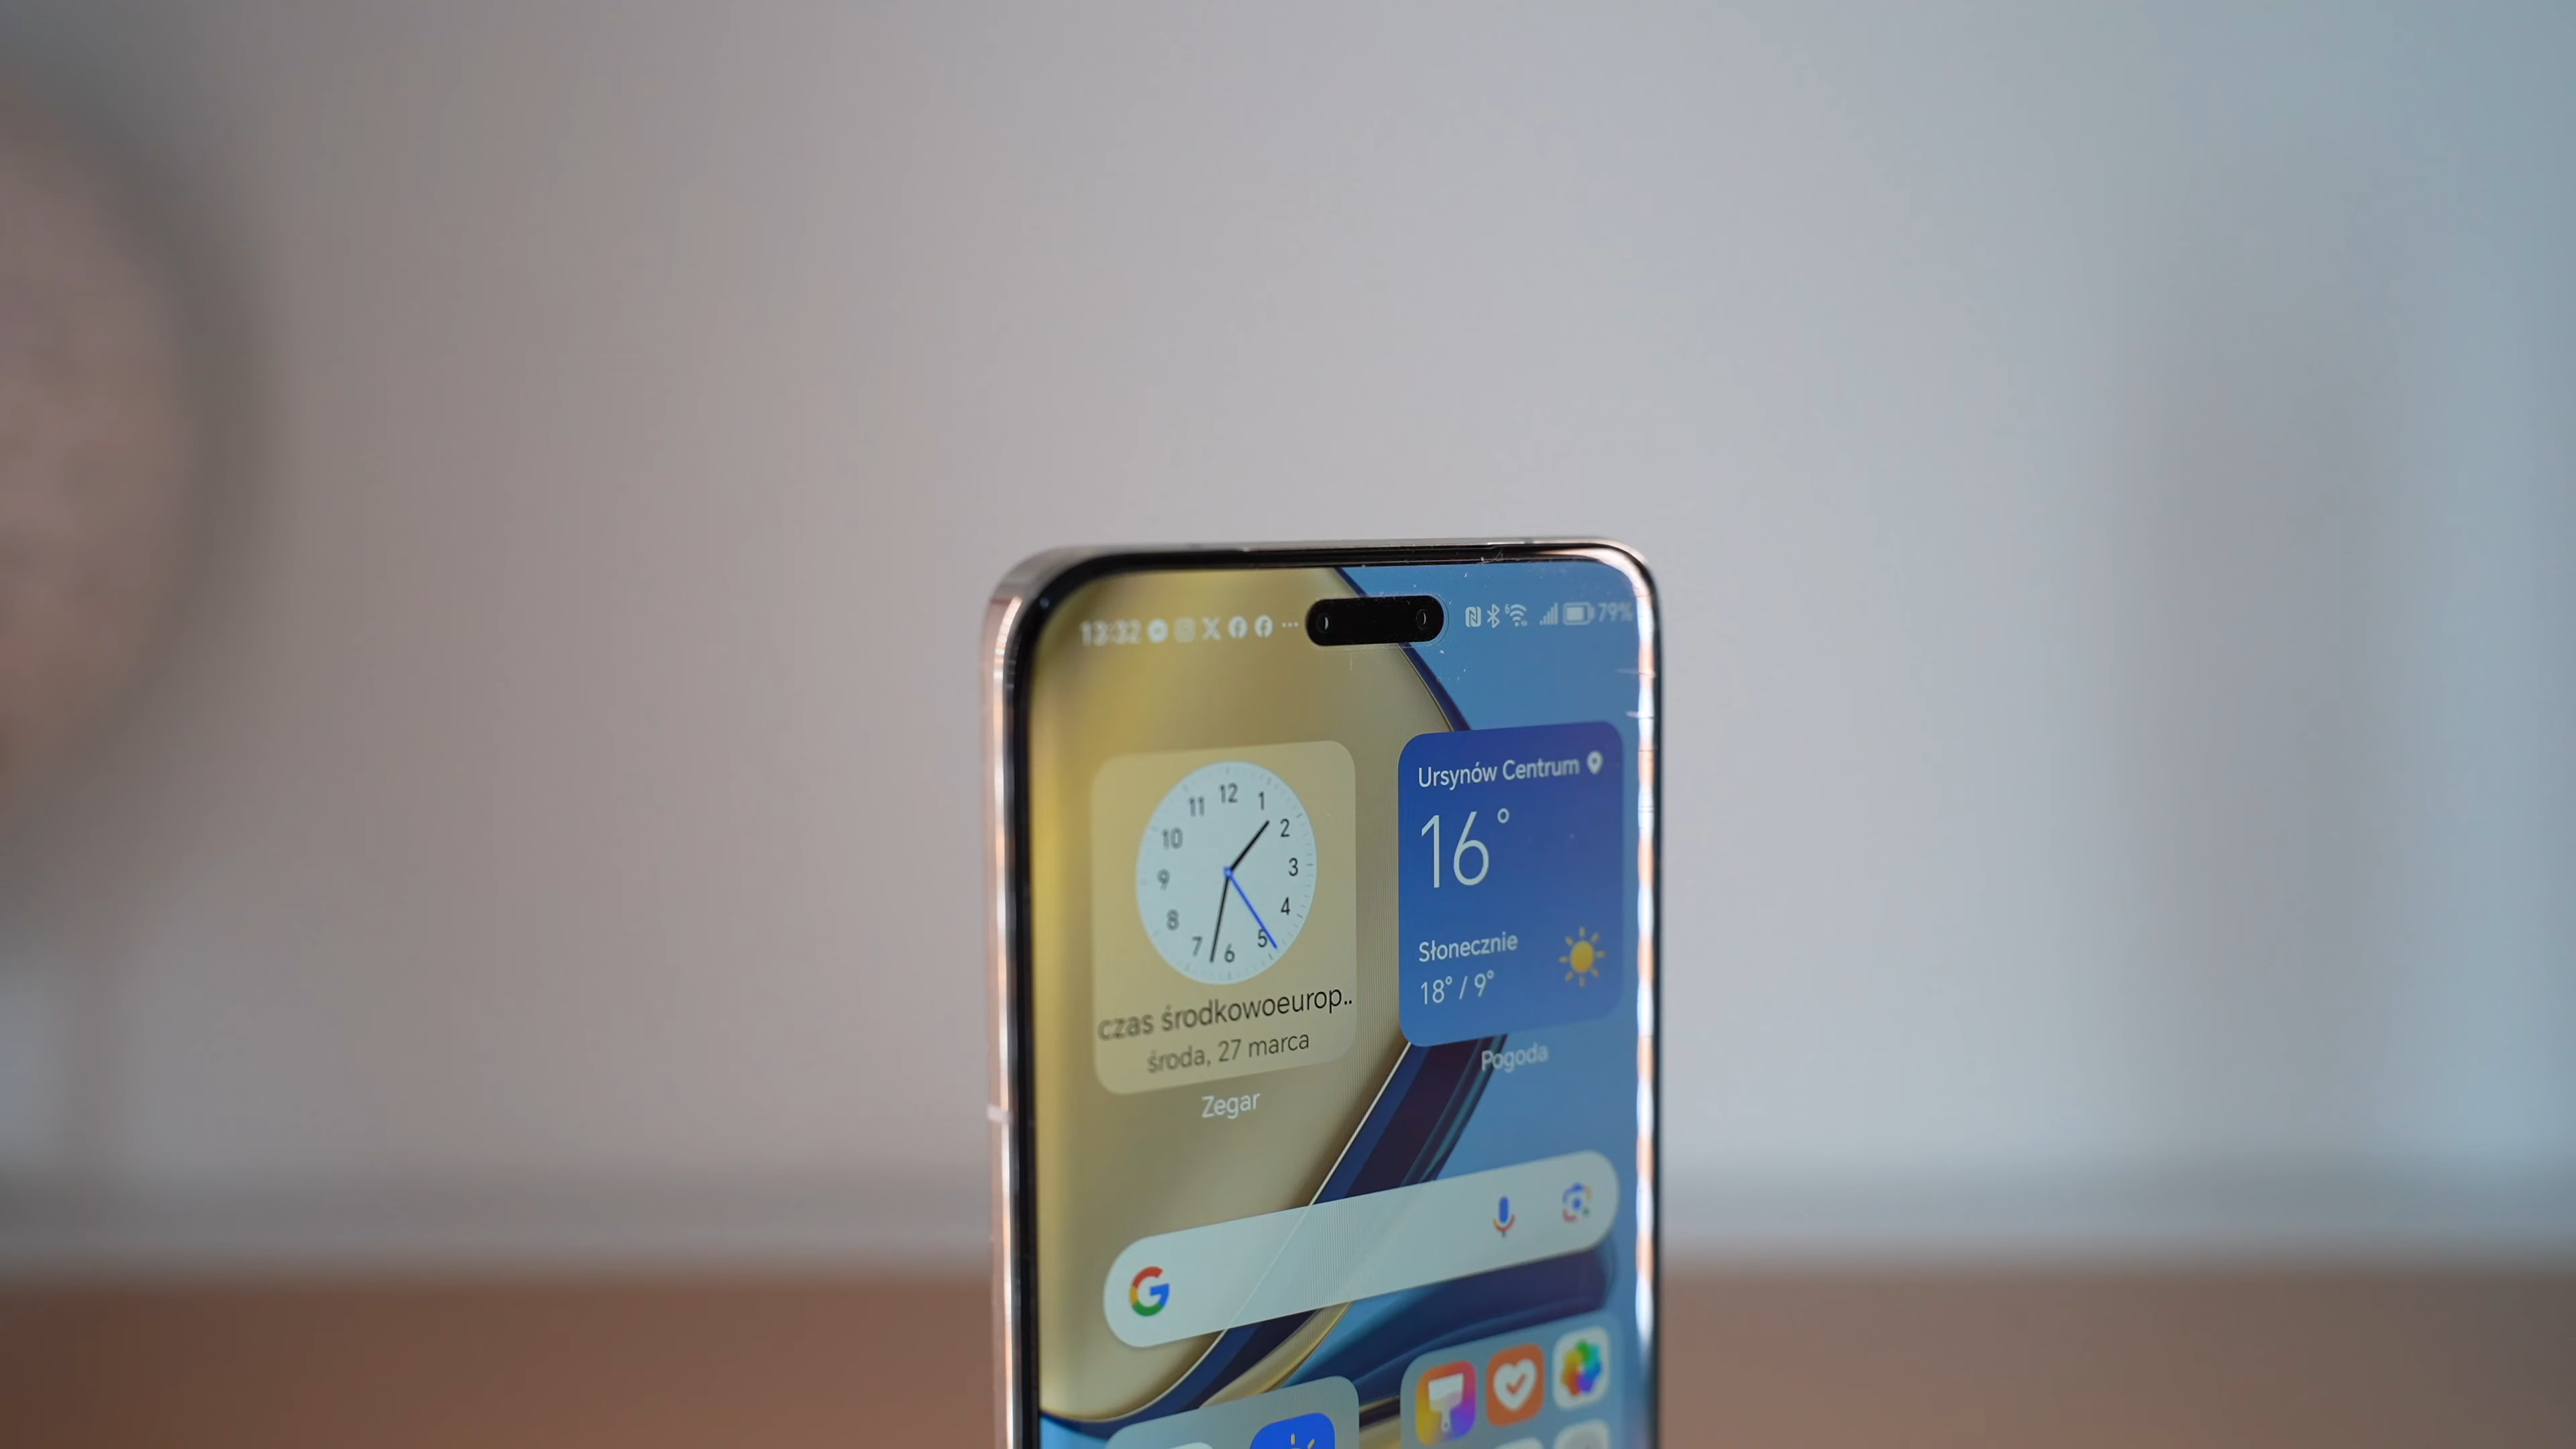 13:32 79%
12
1
2
3
4
5
6
7
8
9
10
11
czas środkowoeurop..
środa, 27 marca
Zegar
Ursynów Centrum
16°
Słonecznie
18° / 9°
Pogoda
G